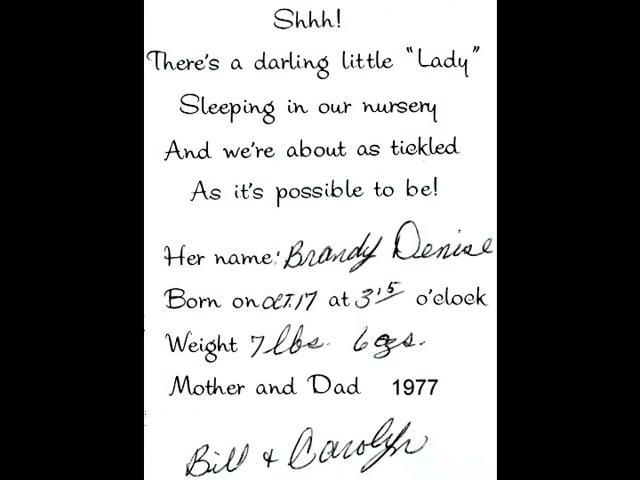 Shhh!
There's a darling little "Lady"
Sleeping in our nursery
And we're about as tickled
As it's possible to be!
Her name: Brandy Denise
Born on OCT. 17 at 3:15 o'clock
Weight 7 lbs. 6 ozs.
Mother and Dad 1977
Bill & Carolyn